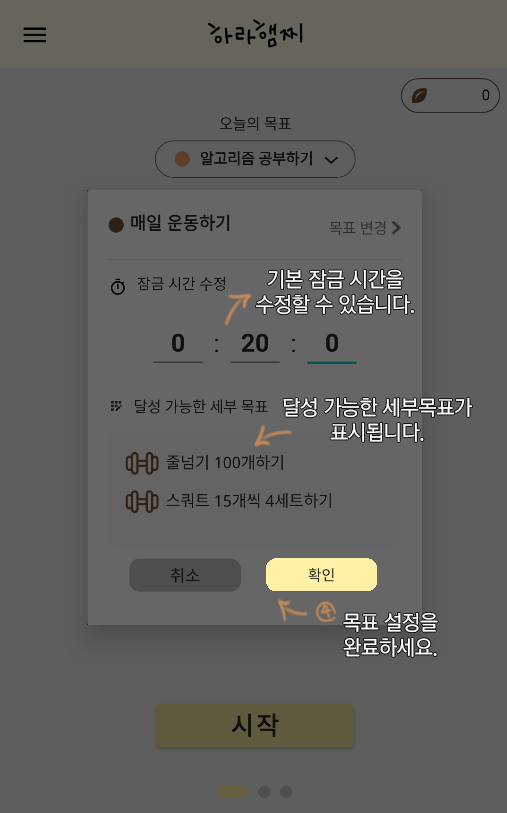 하라햄찌
0
오늘의 목표
알고리즘 공부하기
매일 운동하기
목표 변경
잠금 시간 수정
기본 잠금 시간을
수정할 수 있습니다.
0 : 20 : 0
달성 가능한 세부 목표
달성 가능한 세부목표가
표시됩니다.
줄넘기 100개하기
스쿼트 15개씩 4세트하기
취소
확인
④ 목표 설정을
완료하세요.
시작